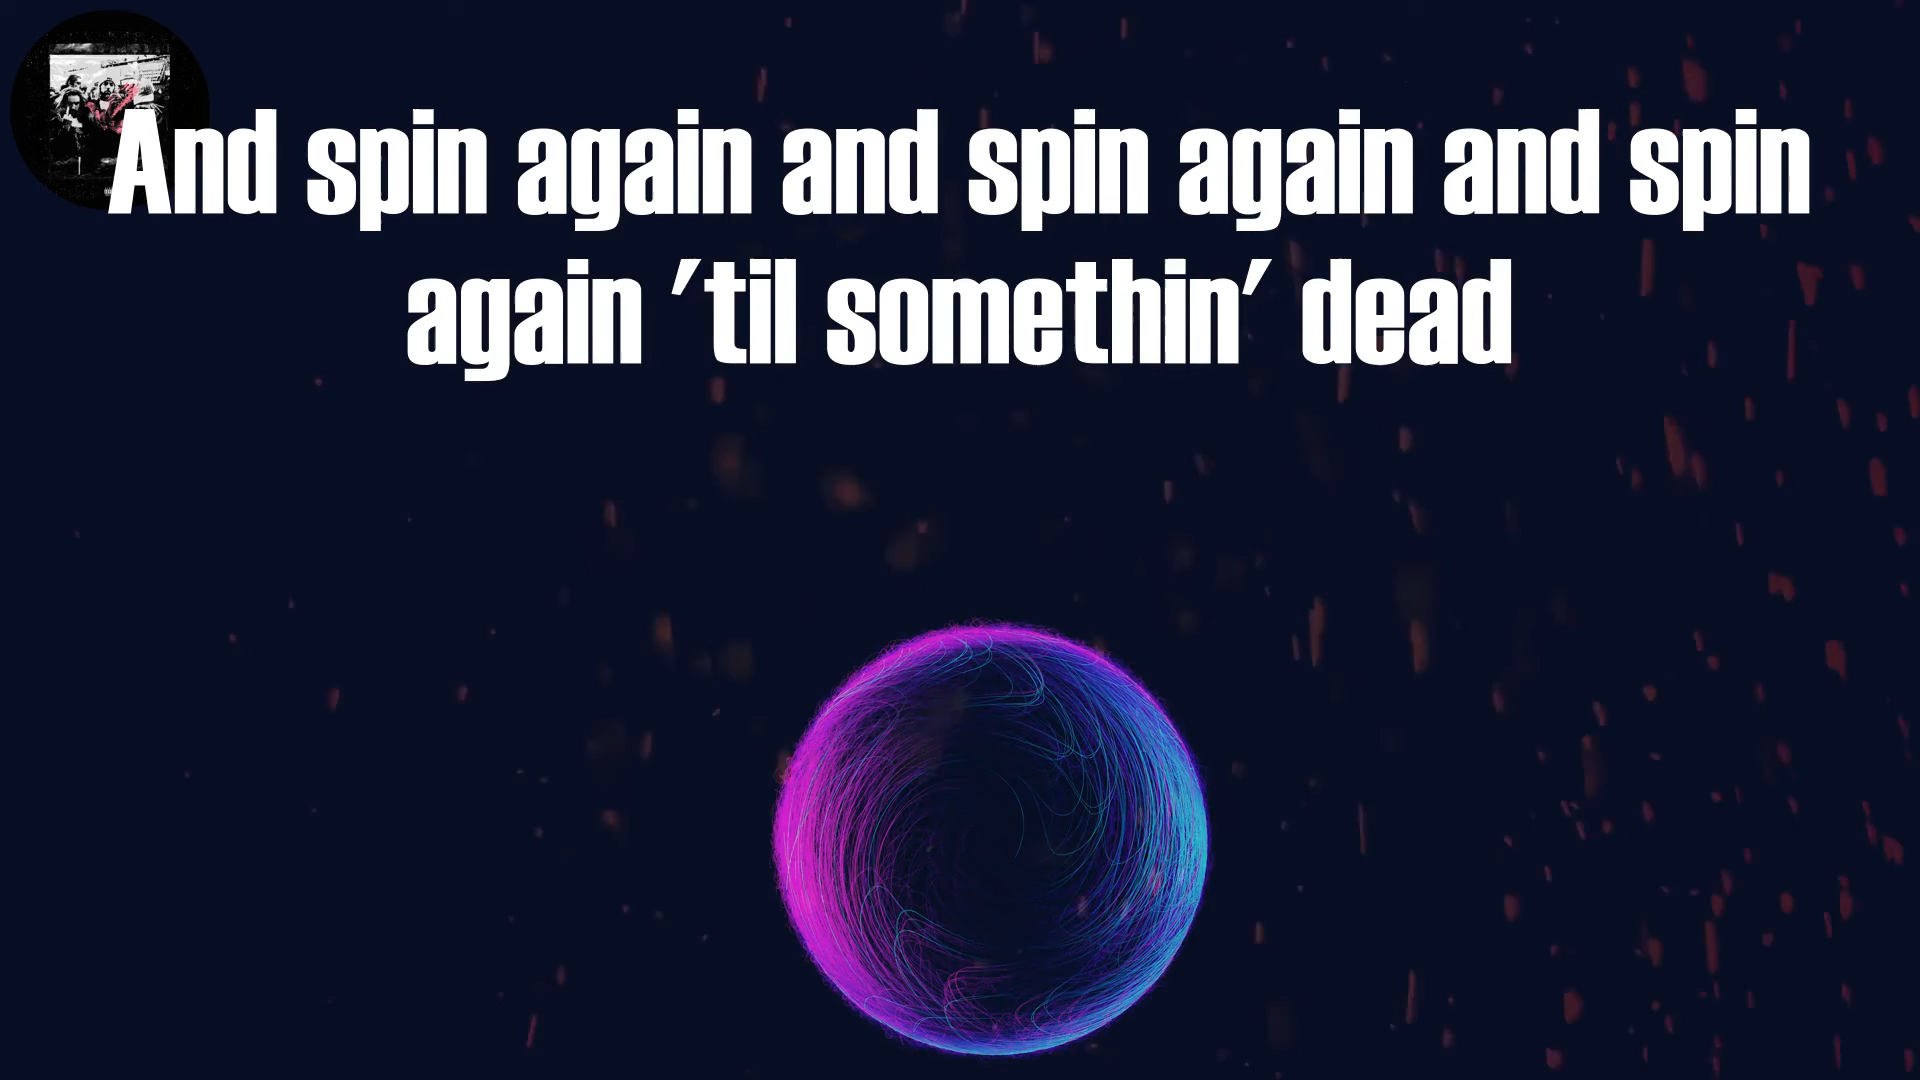 And spin again and spin again and spin
again 'til somethin' dead